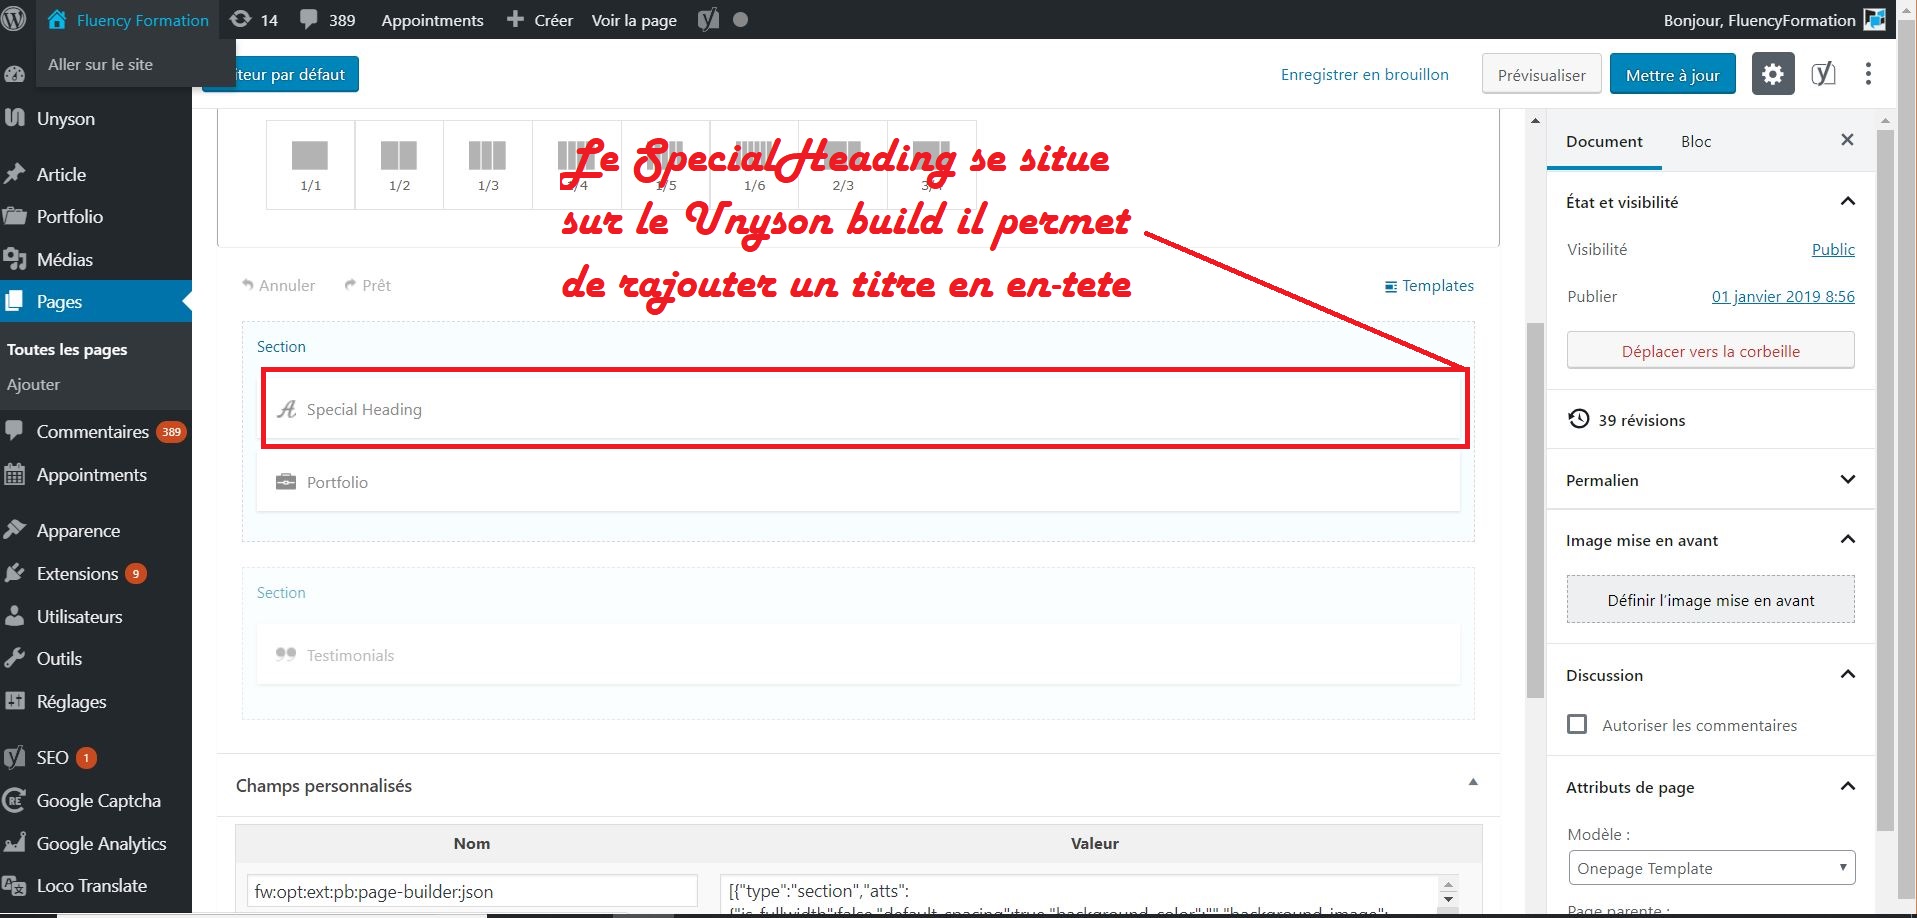 Fluency Formation 14 389 Appointments Créer Voir la page Bonjour, FluencyFormation
Aller sur le site
iteur par défaut Enregistrer en brouillon Prévisualiser Mettre à jour
Unyson
Article
Portfolio
Médias
Pages
Toutes les pages
Ajouter
Commentaires 389
Appointments
Apparence
Extensions 9
Utilisateurs
Outils
Réglages
SEO 1
Google Captcha
Google Analytics
Loco Translate
1/1 1/2 1/3 1/4 1/5 1/6 2/3
Le SpecialHeading se situe
sur le Unyson build il permet
de rajouter un titre en en-tete
Annuler Prêt Templates
Section
Special Heading
Portfolio
Section
Testimonials
Champs personnalisés
Nom Valeur
fw:opt:ext:pb:page-builder:json [{"type":"section","atts":
{"is_fullwidth":false,"default_spacing":true,"background_color":"","background_image":
Document Bloc
État et visibilité
Visibilité Public
Publier 01 janvier 2019 8:56
Déplacer vers la corbeille
39 révisions
Permalien
Image mise en avant
Définir l'image mise en avant
Discussion
Autoriser les commentaires
Attributs de page
Modèle :
Onepage Template
Page parente :